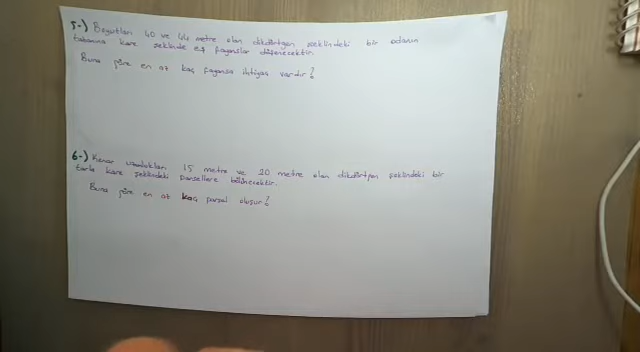 5-) Boyutları 40 ve 44 metre olan dikdörtgen şeklindeki bir odanın
tabanına kare şeklinde eş fayanslar döşenecektir.
Buna göre en az kaç fayansa ihtiyaç vardır?
6-) Kenar uzunlukları 15 metre ve 20 metre olan dikdörtgen şeklindeki bir
tarla kare şeklindeki parsellere bölünecektir.
Buna göre en az kaç parsel oluşur?